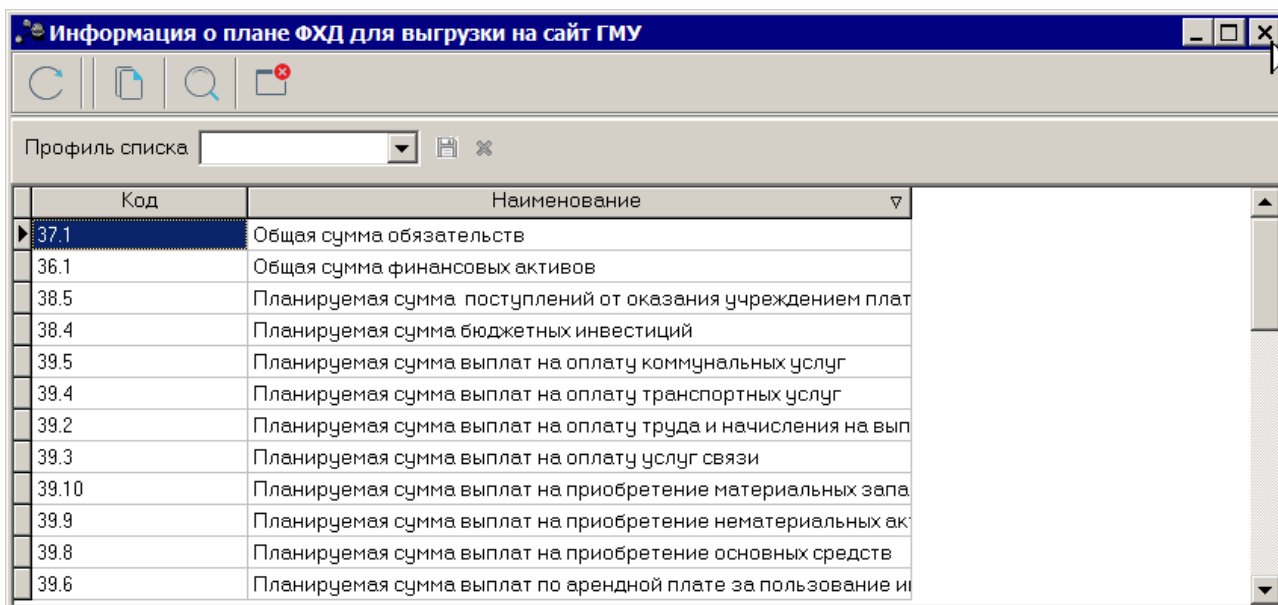 Информация о плане ФХД для выгрузки на сайт ГМУ
Профиль списка
Код Наименование
37.1 Общая сумма обязательств
36.1 Общая сумма финансовых активов
38.5 Планируемая сумма поступлений от оказания учреждением плат
38.4 Планируемая сумма бюджетных инвестиций
39.5 Планируемая сумма выплат на оплату коммунальных услуг
39.4 Планируемая сумма выплат на оплату транспортных услуг
39.2 Планируемая сумма выплат на оплату труда и начисления на вып
39.3 Планируемая сумма выплат на оплату услуг связи
39.10 Планируемая сумма выплат на приобретение материальных запа
39.9 Планируемая сумма выплат на приобретение нематериальных ак
39.8 Планируемая сумма выплат на приобретение основных средств
39.6 Планируемая сумма выплат по арендной плате за пользование